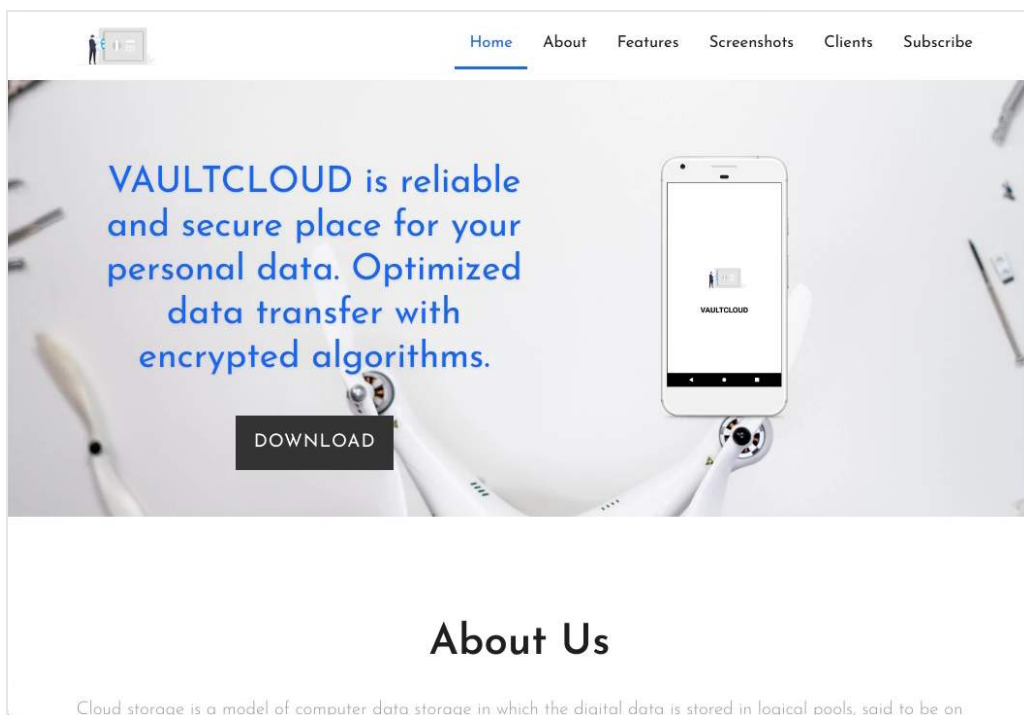 Home About Features Screenshots Clients Subscribe
VAULTCLOUD is reliable
and secure place for your
personal data. Optimized
data transfer with
encrypted algorithms.
VAULTCLOUD
DOWNLOAD
About Us
Cloud storage is a model of computer data storage in which the digital data is stored in logical pools, said to be on